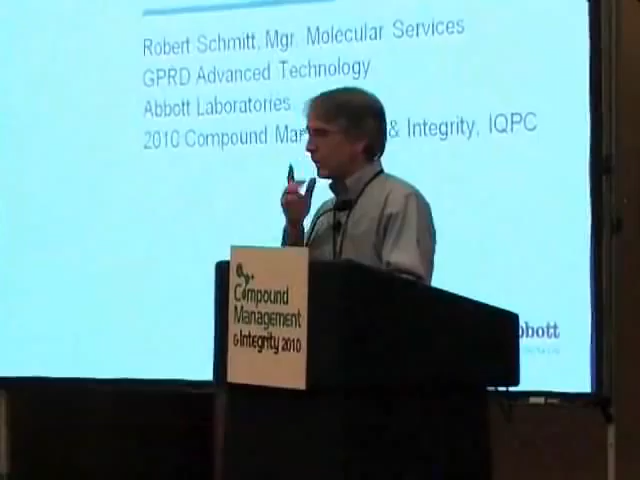 Robert Schmitt, Mgr. Molecular Services
GPRD Advanced Technology
Abbott Laboratories
2010 Compound Man & Integrity, IQPC
Compound
Management
& Integrity 2010
bbott